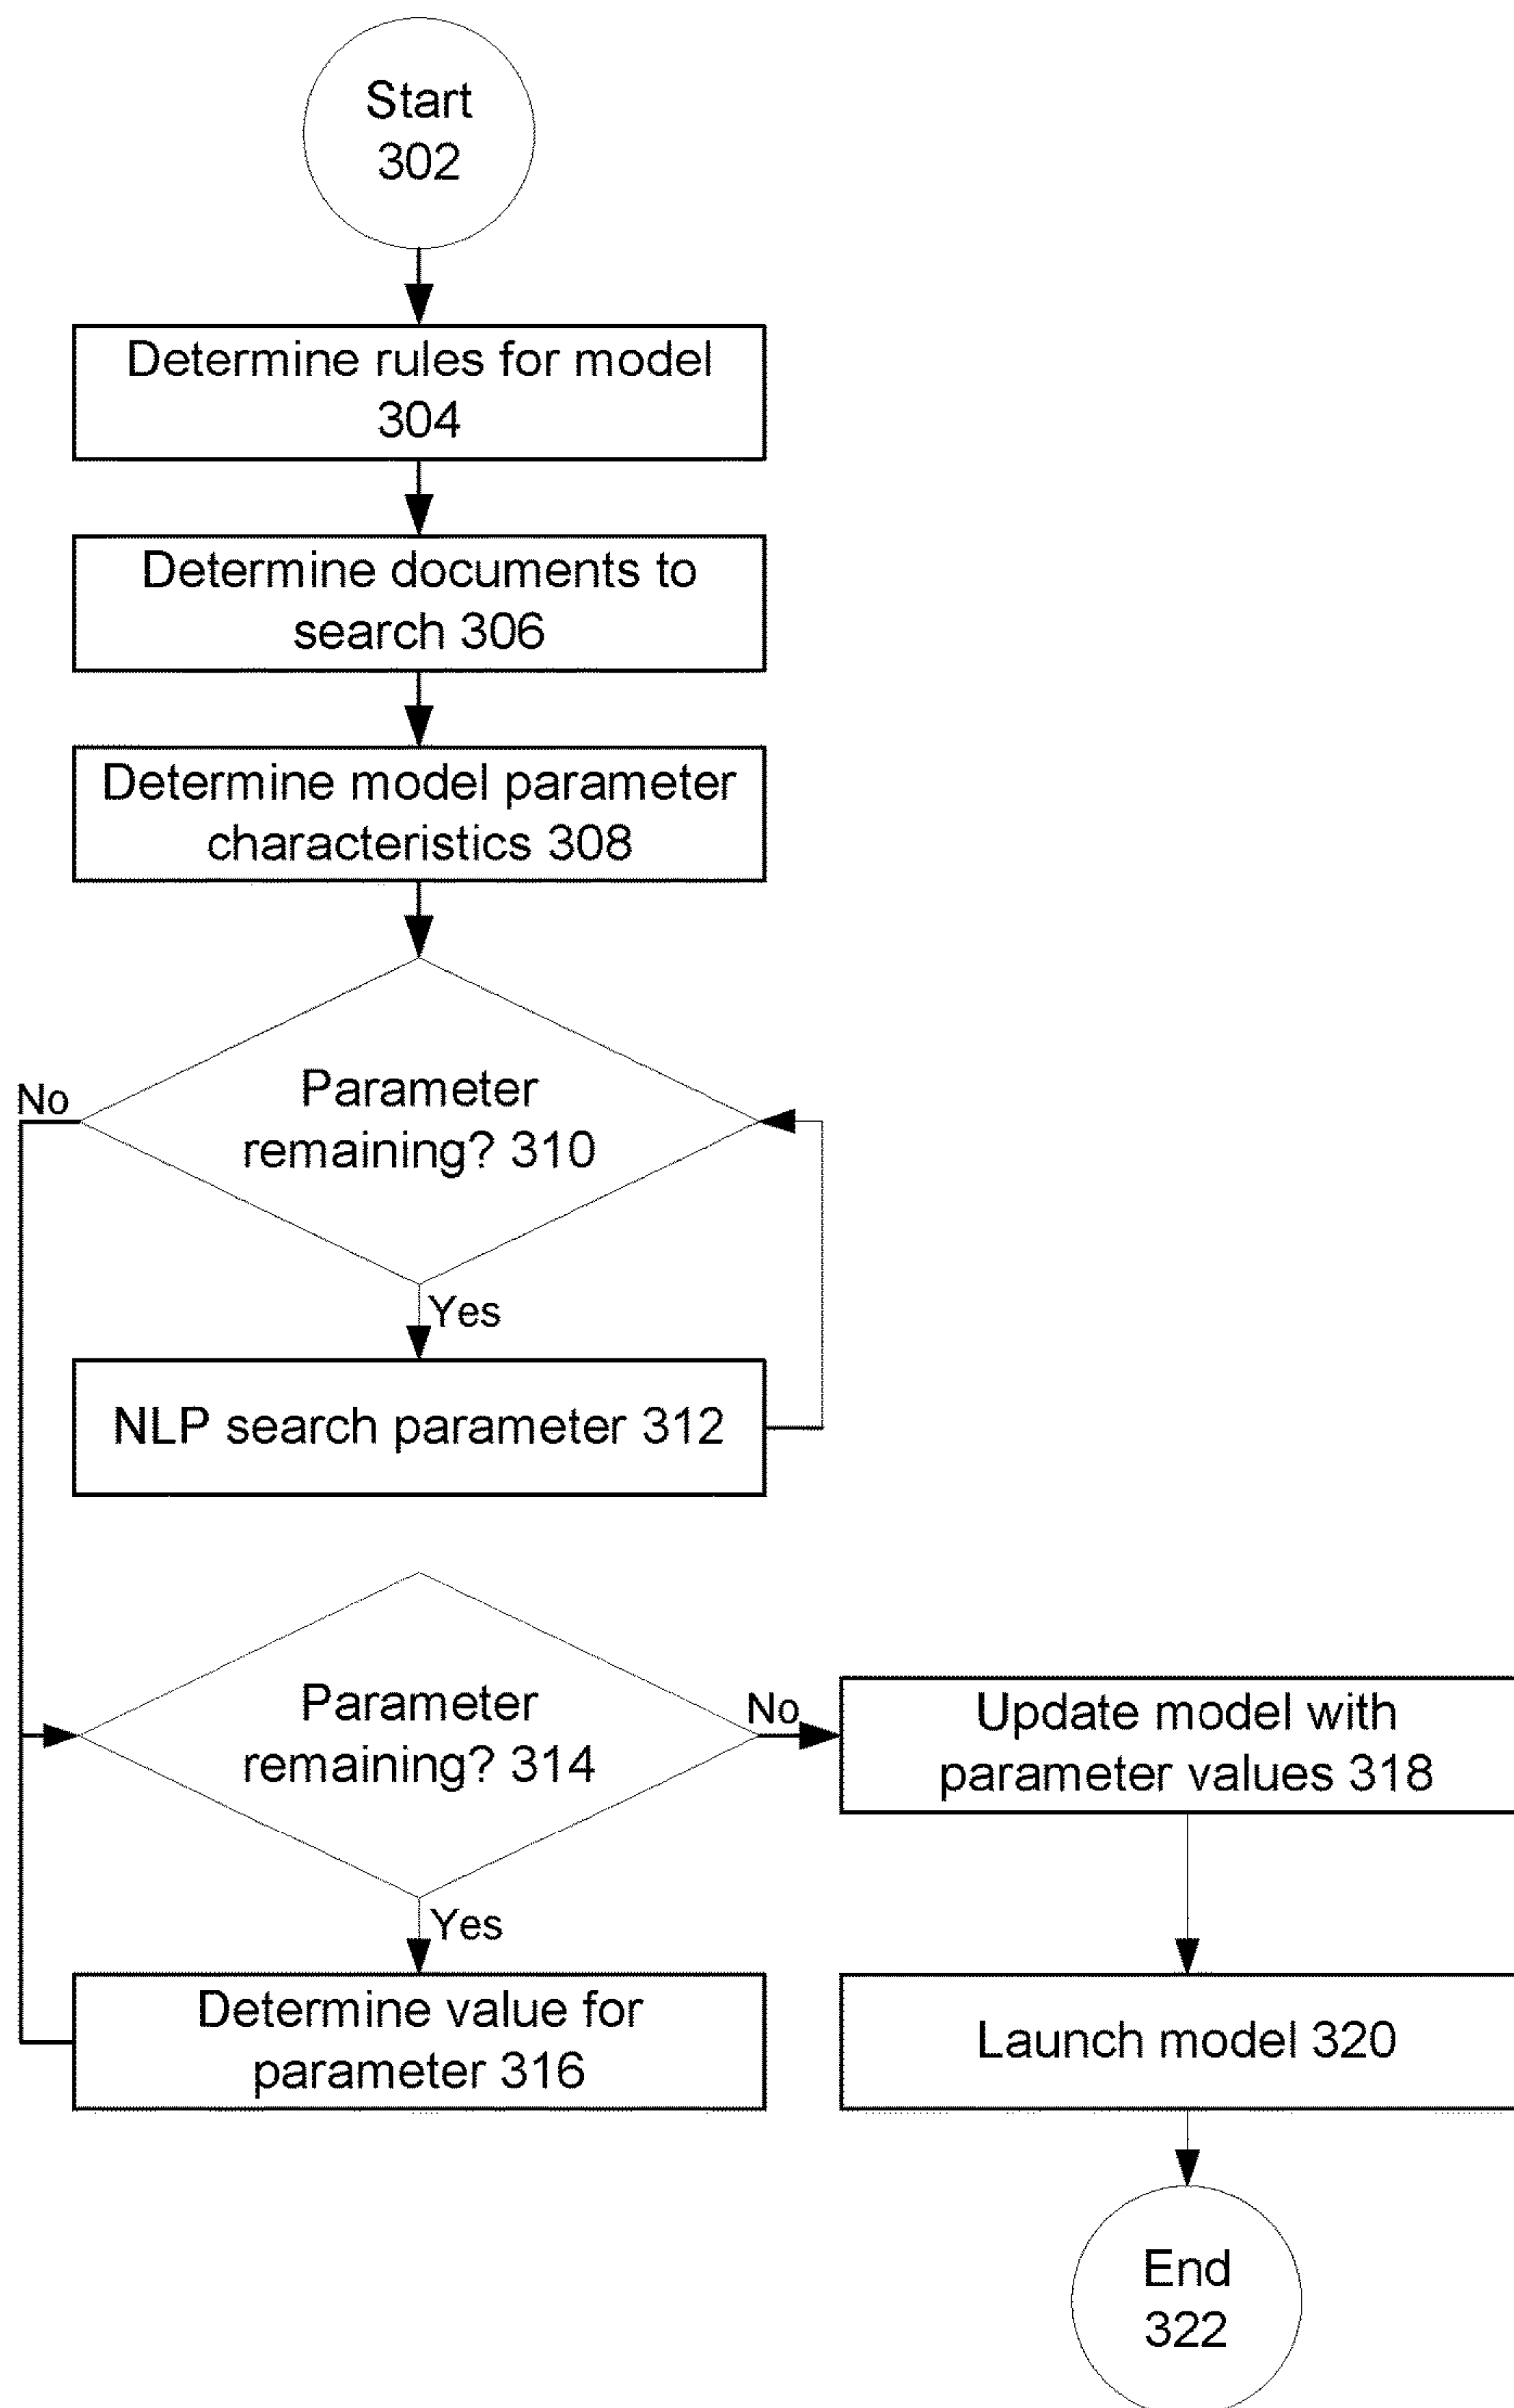 Start
302
Determine rules for model
304
Determine documents to
search 306
Determine model parameter
characteristics 308
No
Parameter
remaining? 310
Yes
NLP search parameter 312
Parameter
remaining? 314
No
Update model with
parameter values 318
Yes
Determine value for
parameter 316
Launch model 320
End
322